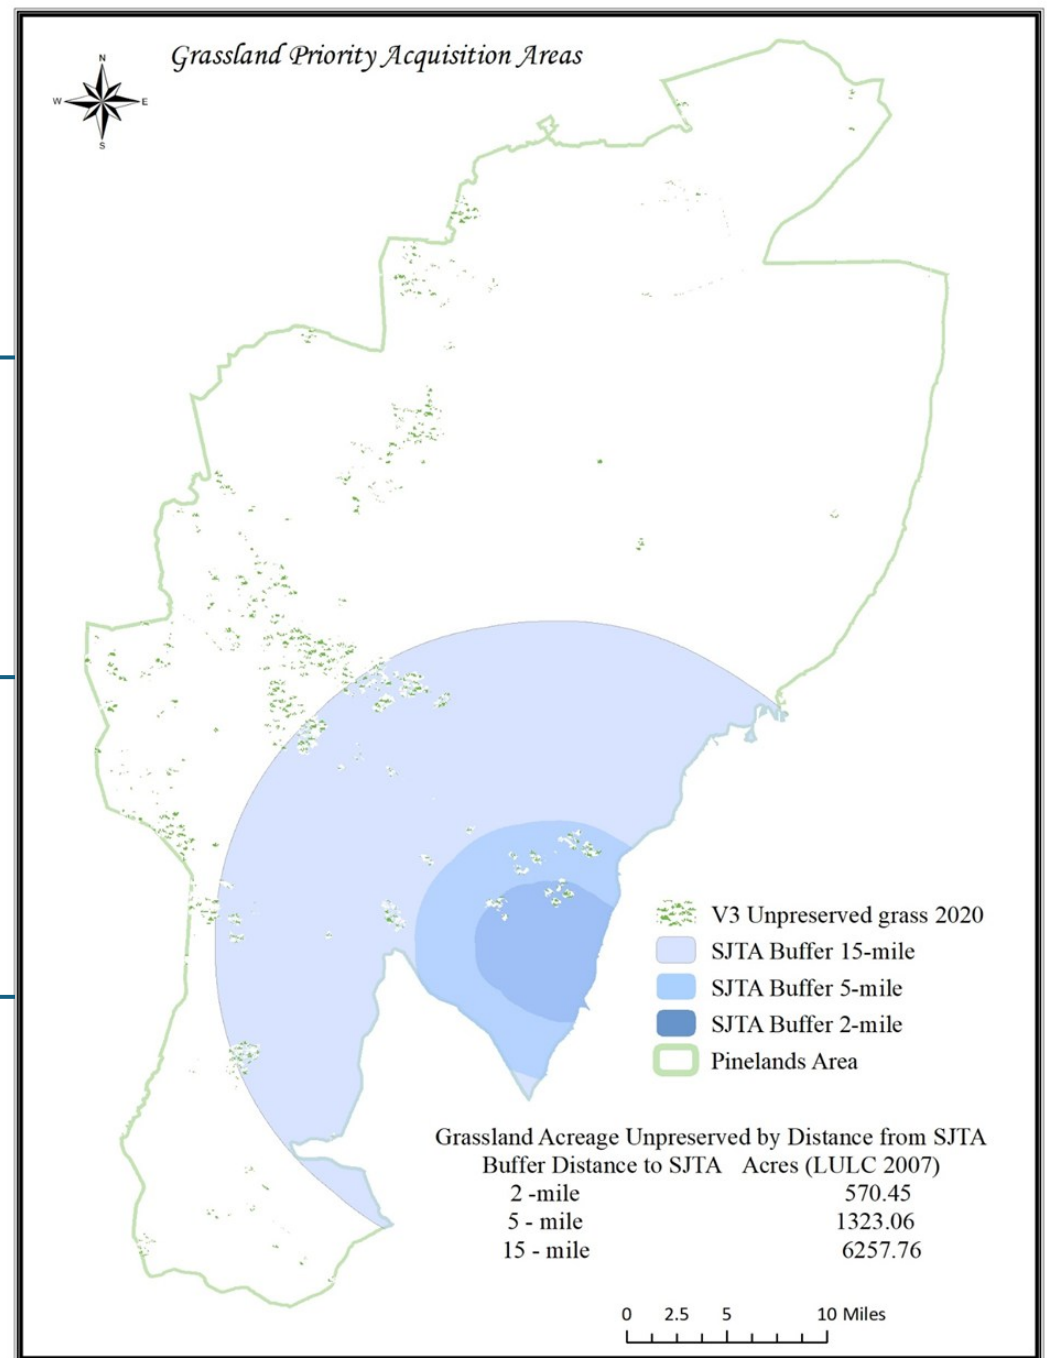 Grassland Priority Acquisition Areas
N
W E
S
V3 Unpreserved grass 2020
SJTA Buffer 15-mile
SJTA Buffer 5-mile
SJTA Buffer 2-mile
Pinelands Area
Grassland Acreage Unpreserved by Distance from SJTA
Buffer Distance to SJTA Acres (LULC 2007)
2 -mile 570.45
5 - mile 1323.06
15 - mile 6257.76
0 2.5 5 10 Miles